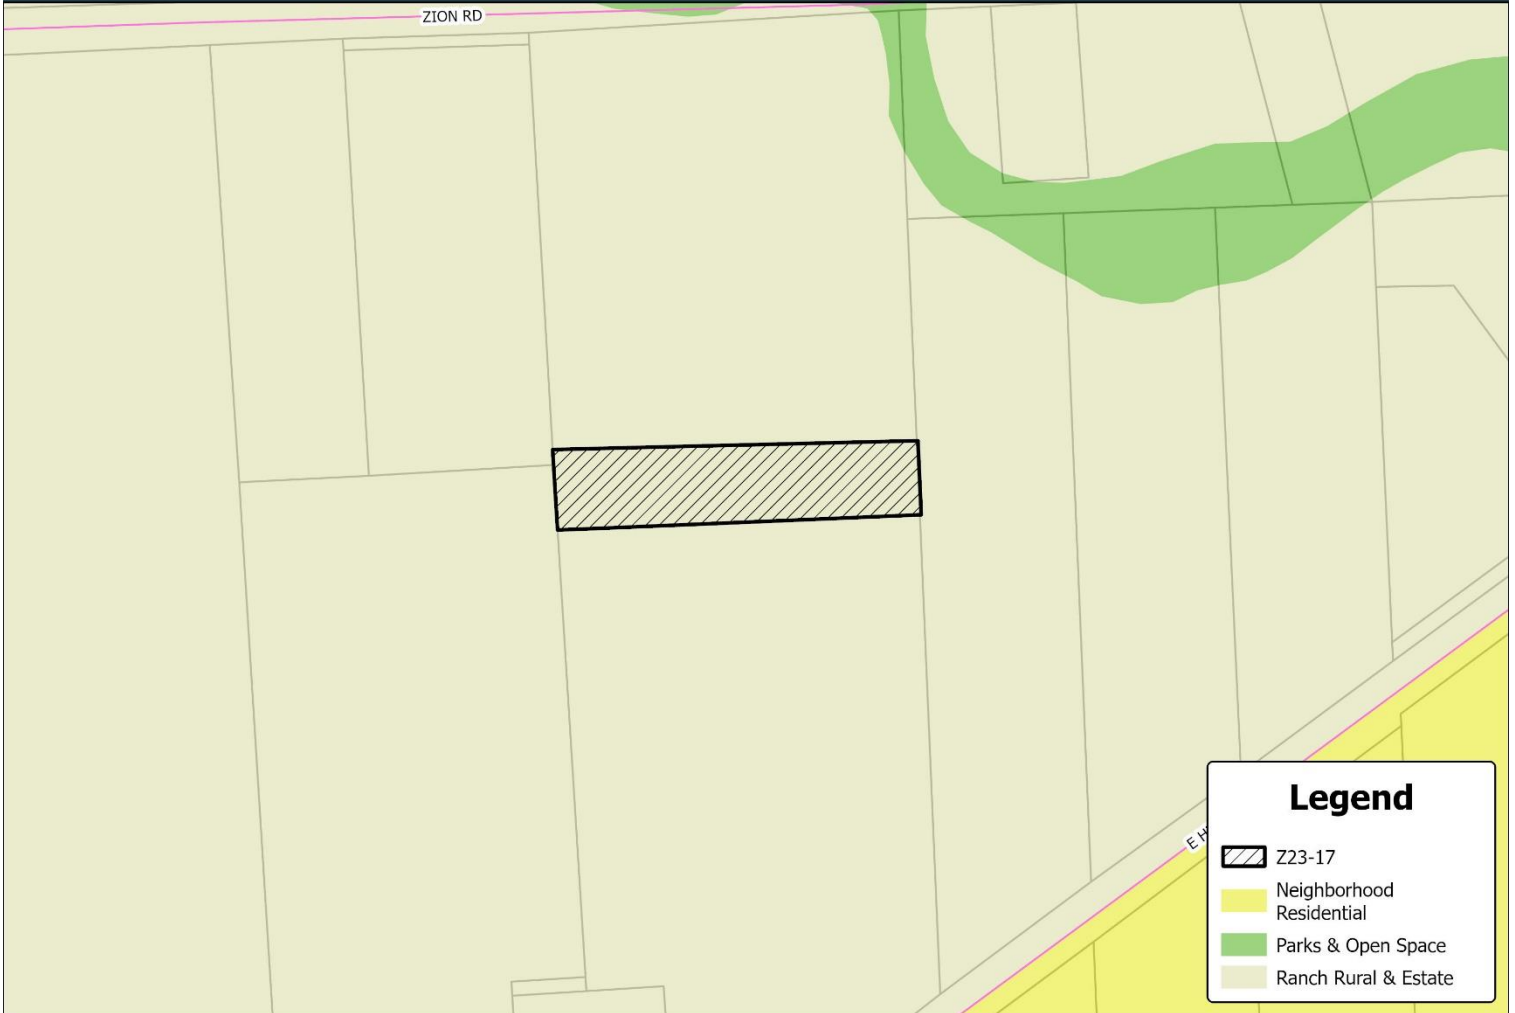 ZION RD
E H
Legend
Z23-17
Neighborhood
Residential
Parks & Open Space
Ranch Rural & Estate